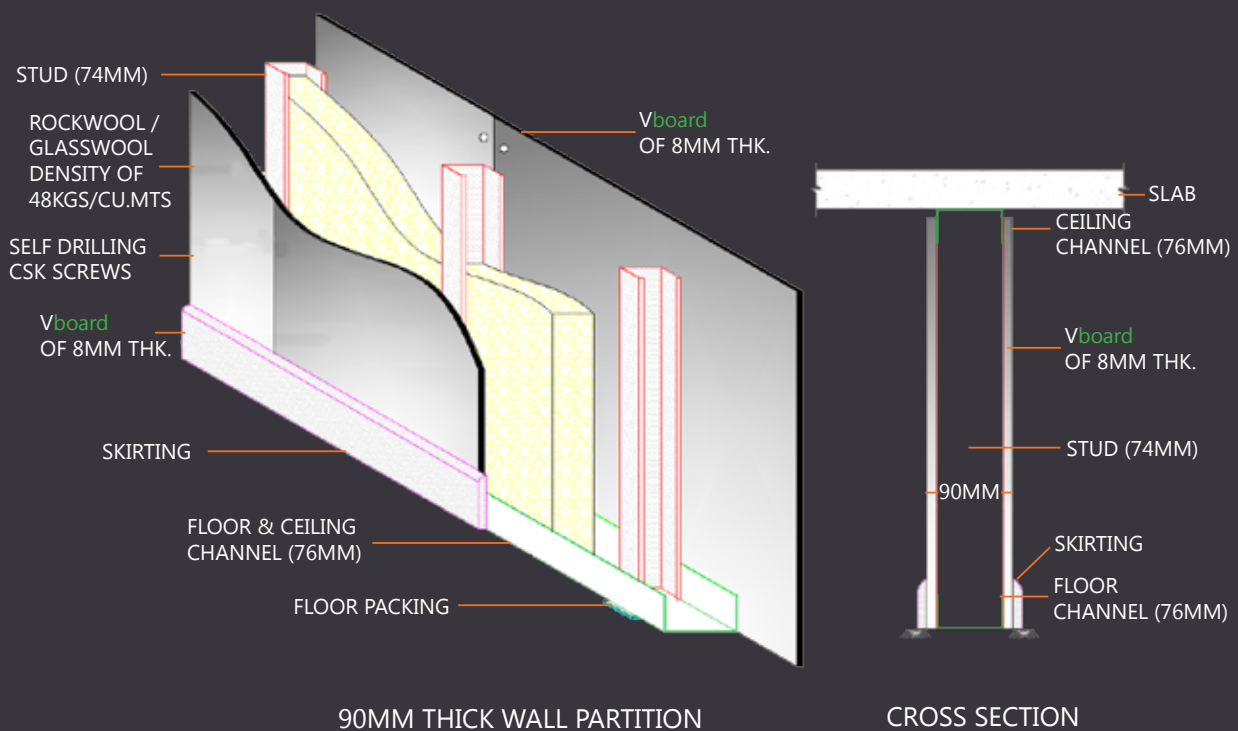 STUD (74MM)
ROCKWOOL /
GLASSWOOL
DENSITY OF
48KGS/CU.MTS
SELF DRILLING
CSK SCREWS
Vboard
OF 8MM THK.
SKIRTING
FLOOR & CEILING
CHANNEL (76MM)
FLOOR PACKING
Vboard
OF 8MM THK.
90MM THICK WALL PARTITION
SLAB
CEILING
CHANNEL (76MM)
Vboard
OF 8MM THK.
STUD (74MM)
90MM
SKIRTING
FLOOR
CHANNEL (76MM)
CROSS SECTION